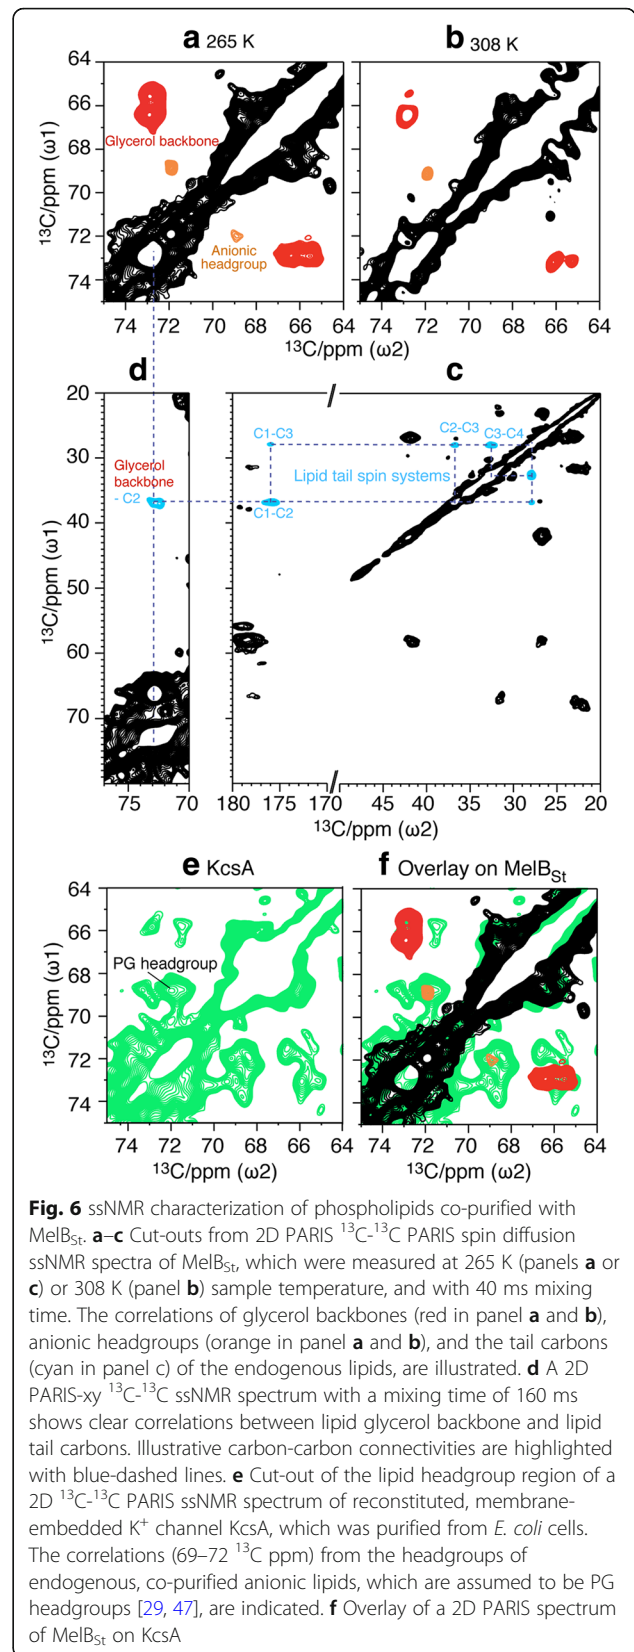 a 265 K
b 308 K
64
66
68
70
72
74
13C/ppm (ω1)
Glycerol backbone
Anionic
headgroup
74 72 70 68 66 64
74 72 70 68 66 64
13C/ppm (ω2)
d
c
20
30
40
50
60
70
13C/ppm (ω1)
Glycerol
backbone
- C2
C1-C3
C2-C3
C3-C4
Lipid tail spin systems
C1-C2
75 70
180 175 170 45 40 35 30 25 20
13C/ppm (ω2)
e KcsA
f Overlay on MelBSt
64
66
68
70
72
74
13C/ppm (ω1)
PG headgroup
74 72 70 68 66 64
74 72 70 68 66 64
13C/ppm (ω2)
Fig. 6 ssNMR characterization of phospholipids co-purified with
MelBSt. a–c Cut-outs from 2D PARIS 13C-13C PARIS spin diffusion
ssNMR spectra of MelBSt, which were measured at 265 K (panels a or
c) or 308 K (panel b) sample temperature, and with 40 ms mixing
time. The correlations of glycerol backbones (red in panel a and b),
anionic headgroups (orange in panel a and b), and the tail carbons
(cyan in panel c) of the endogenous lipids, are illustrated. d A 2D
PARIS-xy 13C-13C ssNMR spectrum with a mixing time of 160 ms
shows clear correlations between lipid glycerol backbone and lipid
tail carbons. Illustrative carbon-carbon connectivities are highlighted
with blue-dashed lines. e Cut-out of the lipid headgroup region of a
2D 13C-13C PARIS ssNMR spectrum of reconstituted, membrane-
embedded K+ channel KcsA, which was purified from E. coli cells.
The correlations (69–72 13C ppm) from the headgroups of
endogenous, co-purified anionic lipids, which are assumed to be PG
headgroups [29, 47], are indicated. f Overlay of a 2D PARIS spectrum
of MelBSt on KcsA